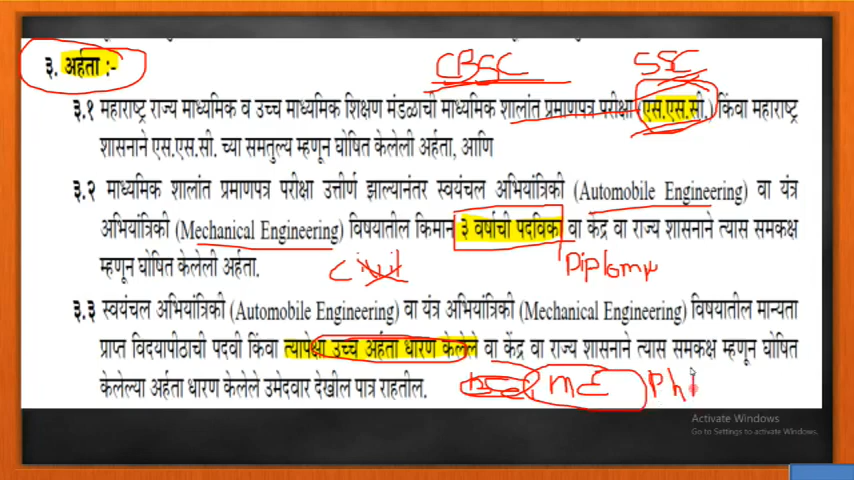 ३. अर्हता :-
CBSC SSC
३.१ महाराष्ट्र राज्य माध्यमिक व उच्च माध्यमिक शिक्षण मंडळाची माध्यमिक शालांत प्रमाणपत्र परीक्षा (एस.एस.सी.) किंवा महाराष्ट्र
शासनाने एस.एस.सी. च्या समतुल्य म्हणून घोषित केलेली अर्हता, आणि
३.२ माध्यमिक शालांत प्रमाणपत्र परीक्षा उत्तीर्ण झाल्यानंतर स्वयंचल अभियांत्रिकी (Automobile Engineering) वा यंत्र
अभियांत्रिकी (Mechanical Engineering) विषयातील किमान ३ वर्षाची पदविका वा केंद्र वा राज्य शासनाने त्यास समकक्ष
म्हणून घोषित केलेली अर्हता.
Civil Diploma
३.३ स्वयंचल अभियांत्रिकी (Automobile Engineering) वा यंत्र अभियांत्रिकी (Mechanical Engineering) विषयातील मान्यता
प्राप्त विदयापीठाची पदवी किंवा त्यापेक्षा उच्च अर्हता धारण केलेले वा केंद्र वा राज्य शासनाने त्यास समकक्ष म्हणून घोषित
केलेल्या अर्हता धारण केलेले उमेदवार देखील पात्र राहतील.
ME Ph
Activate Windows
Go to Settings to activate Windows.